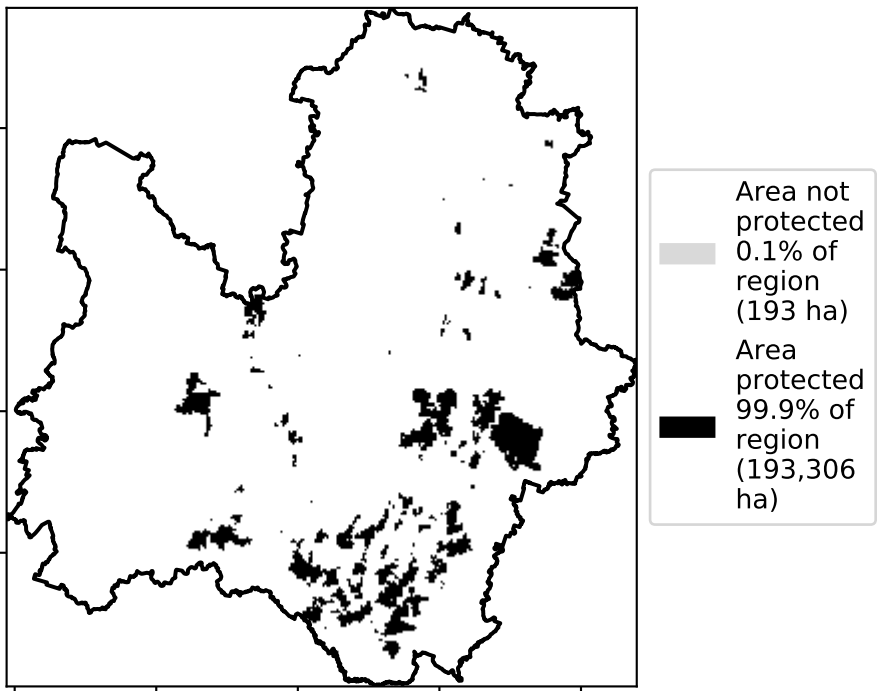 Area not
protected
0.1% of
region
(193 ha)
Area
protected
99.9% of
region
(193,306
ha)